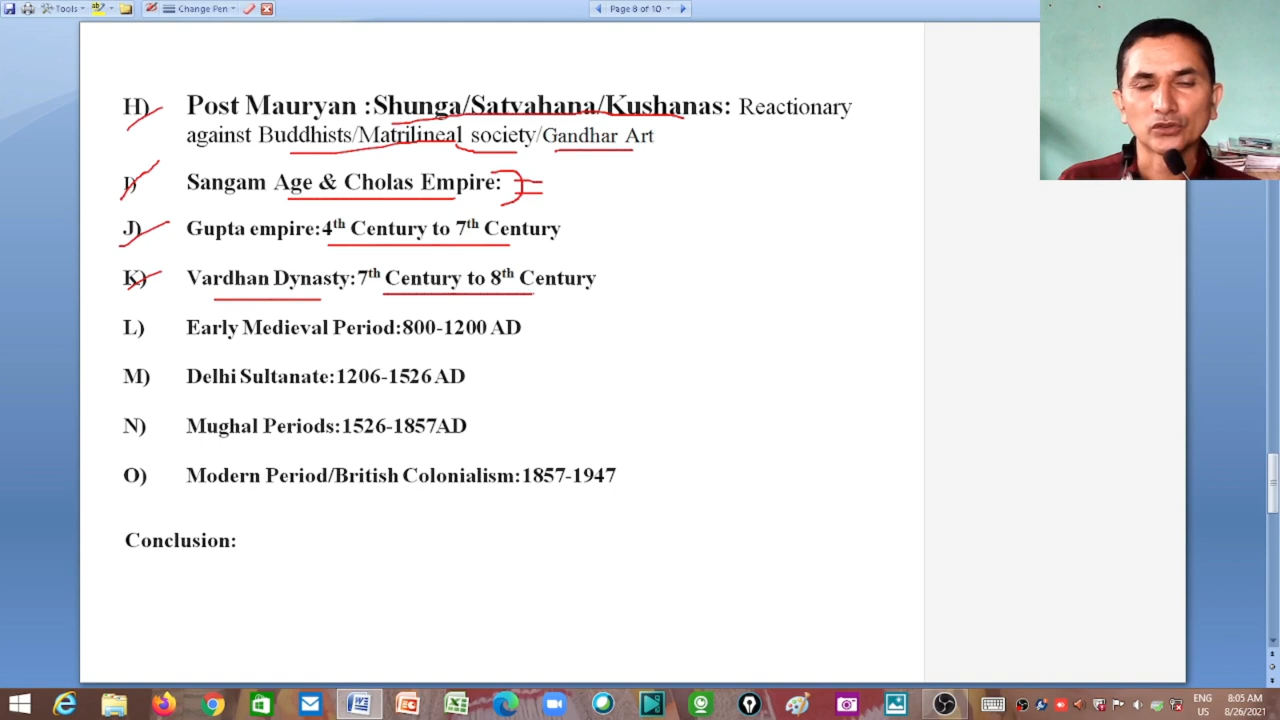 Tools
Change Pen
Page 8 of 10
H) Post Mauryan :Shunga/Satvahana/Kushanas: Reactionary
against Buddhists/Matrilineal society/Gandhar Art
I) Sangam Age & Cholas Empire:
J) Gupta empire:4th Century to 7th Century
K) Vardhan Dynasty:7th Century to 8th Century
L) Early Medieval Period:800-1200 AD
M) Delhi Sultanate:1206-1526 AD
N) Mughal Periods:1526-1857AD
O) Modern Period/British Colonialism:1857-1947
Conclusion:
ENG
US
8:05 AM
8/26/2021